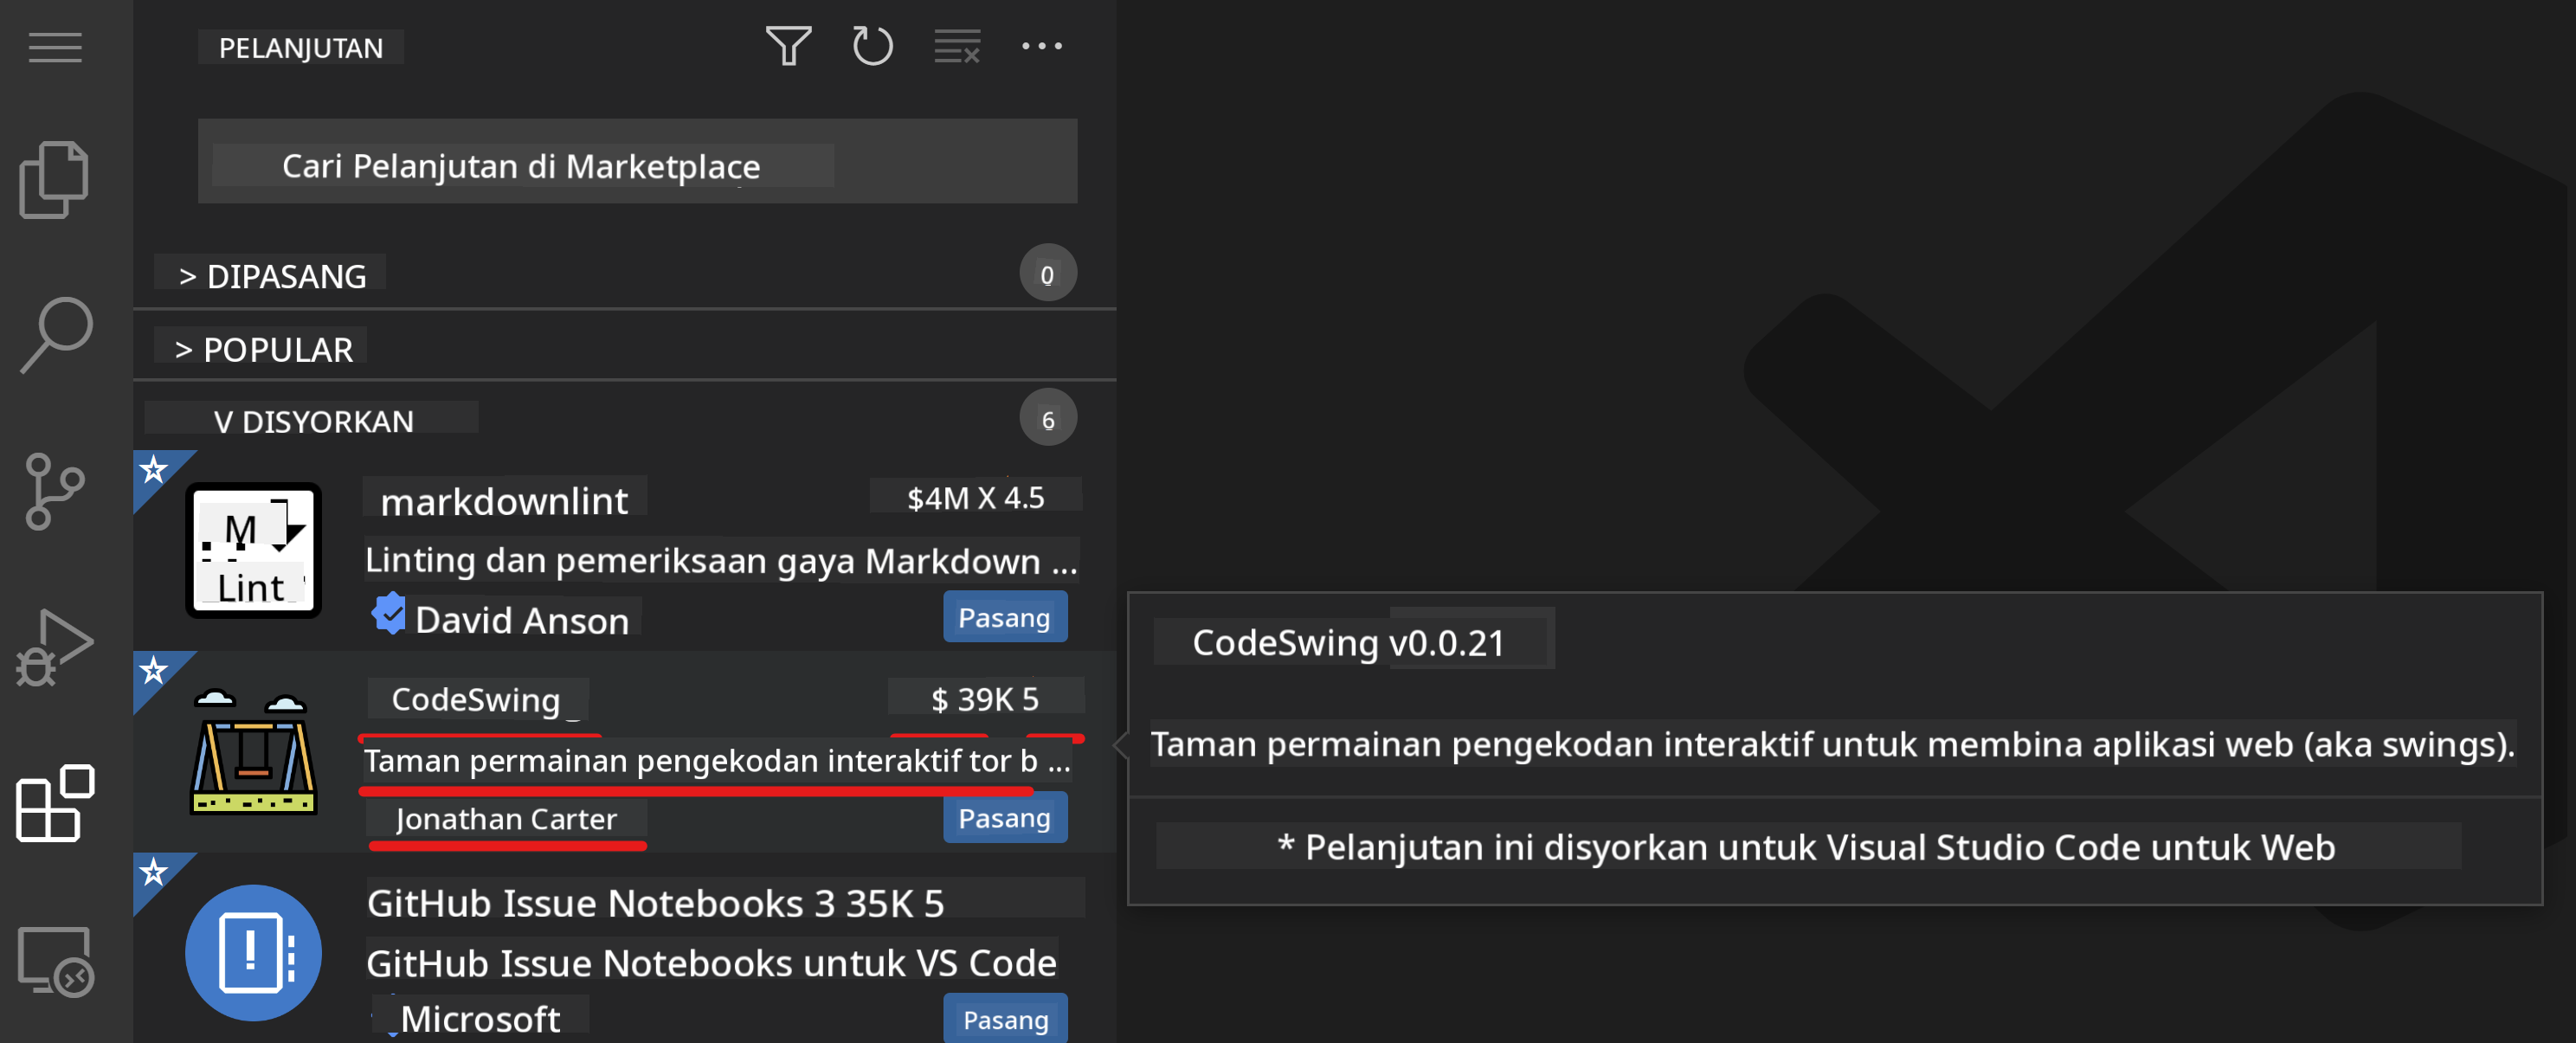 PELANJUTAN
Cari Pelanjutan di Marketplace
> DIPASANG
0
> POPULAR
V DISYORKAN
6
M
Lint
markdownlint
$4M X 4.5
Linting dan pemeriksaan gaya Markdown ...
David Anson
Pasang
CodeSwing
$ 39K 5
Taman permainan pengekodan interaktif tor b ...
Jonathan Carter
Pasang
GitHub Issue Notebooks 3 35K 5
GitHub Issue Notebooks untuk VS Code
Microsoft
Pasang
CodeSwing v0.0.21
Taman permainan pengekodan interaktif untuk membina aplikasi web (aka swings).
* Pelanjutan ini disyorkan untuk Visual Studio Code untuk Web